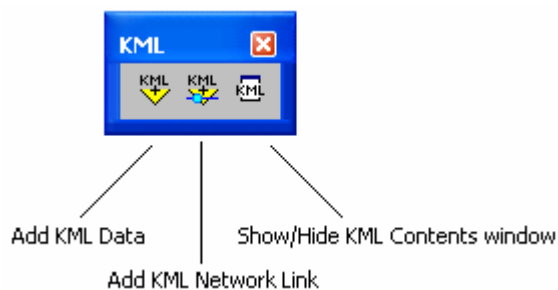 KML
KML KML KML
Add KML Data
Show/Hide KML Contents window
Add KML Network Link